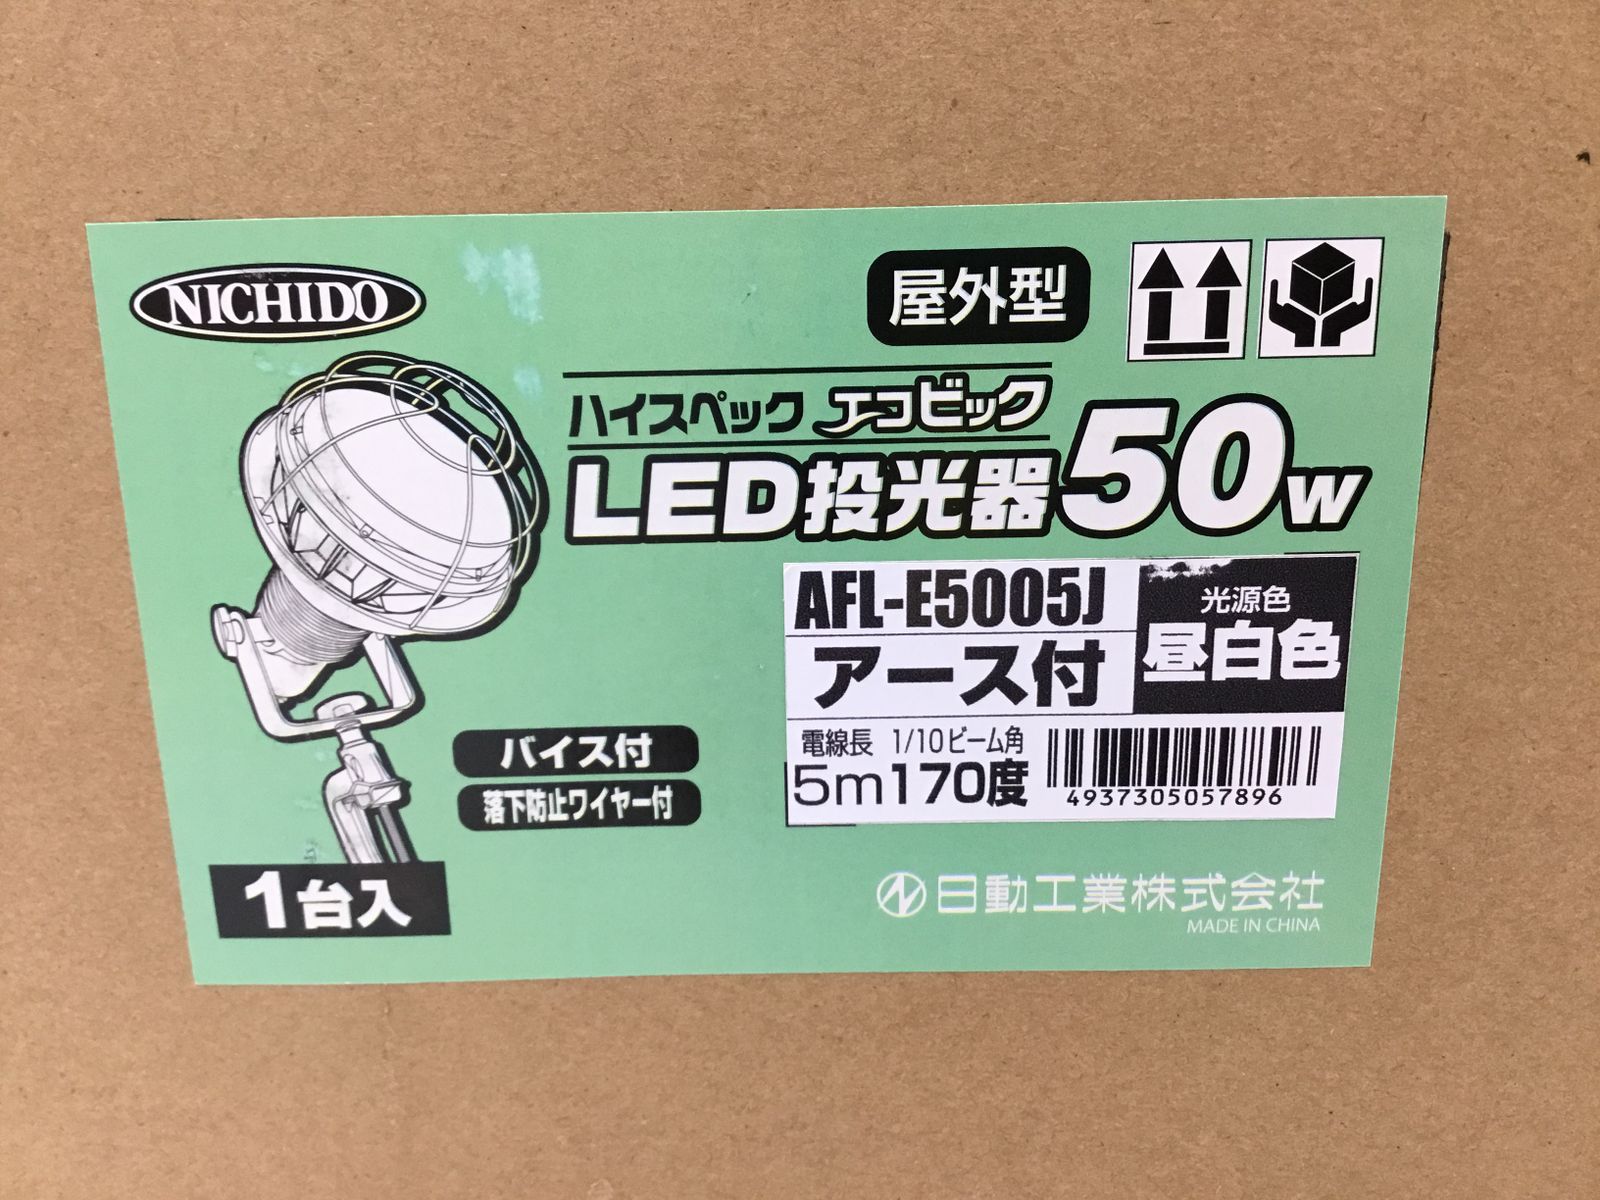 NICHIDO
屋外型
ハイスペック エコビック
LED投光器50W
AFL-E5005J
アース付
光源色
昼白色
電線長 1/10ビーム角
5m 170度
4937305057896
バイス付
落下防止ワイヤー付
1台入
日動工業株式会社
MADE IN CHINA